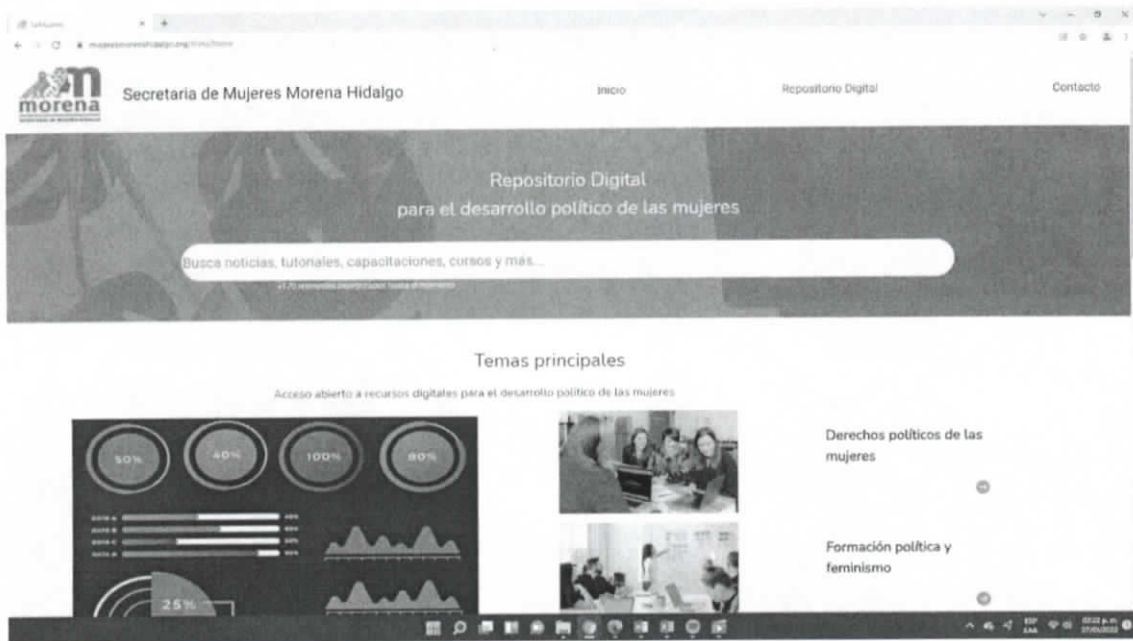 morena
Secretaria de Mujeres Morena Hidalgo
Inicio
Repositorio Digital
Contacto
Repositorio Digital
para el desarrollo político de las mujeres
Busca noticias, tutoriales, capacitaciones, cursos y más...
Temas principales
Acceso abierto a recursos digitales para el desarrollo político de las mujeres
50%
40%
100%
80%
25%
Derechos políticos de las
mujeres
Formación política y
feminismo
ESP